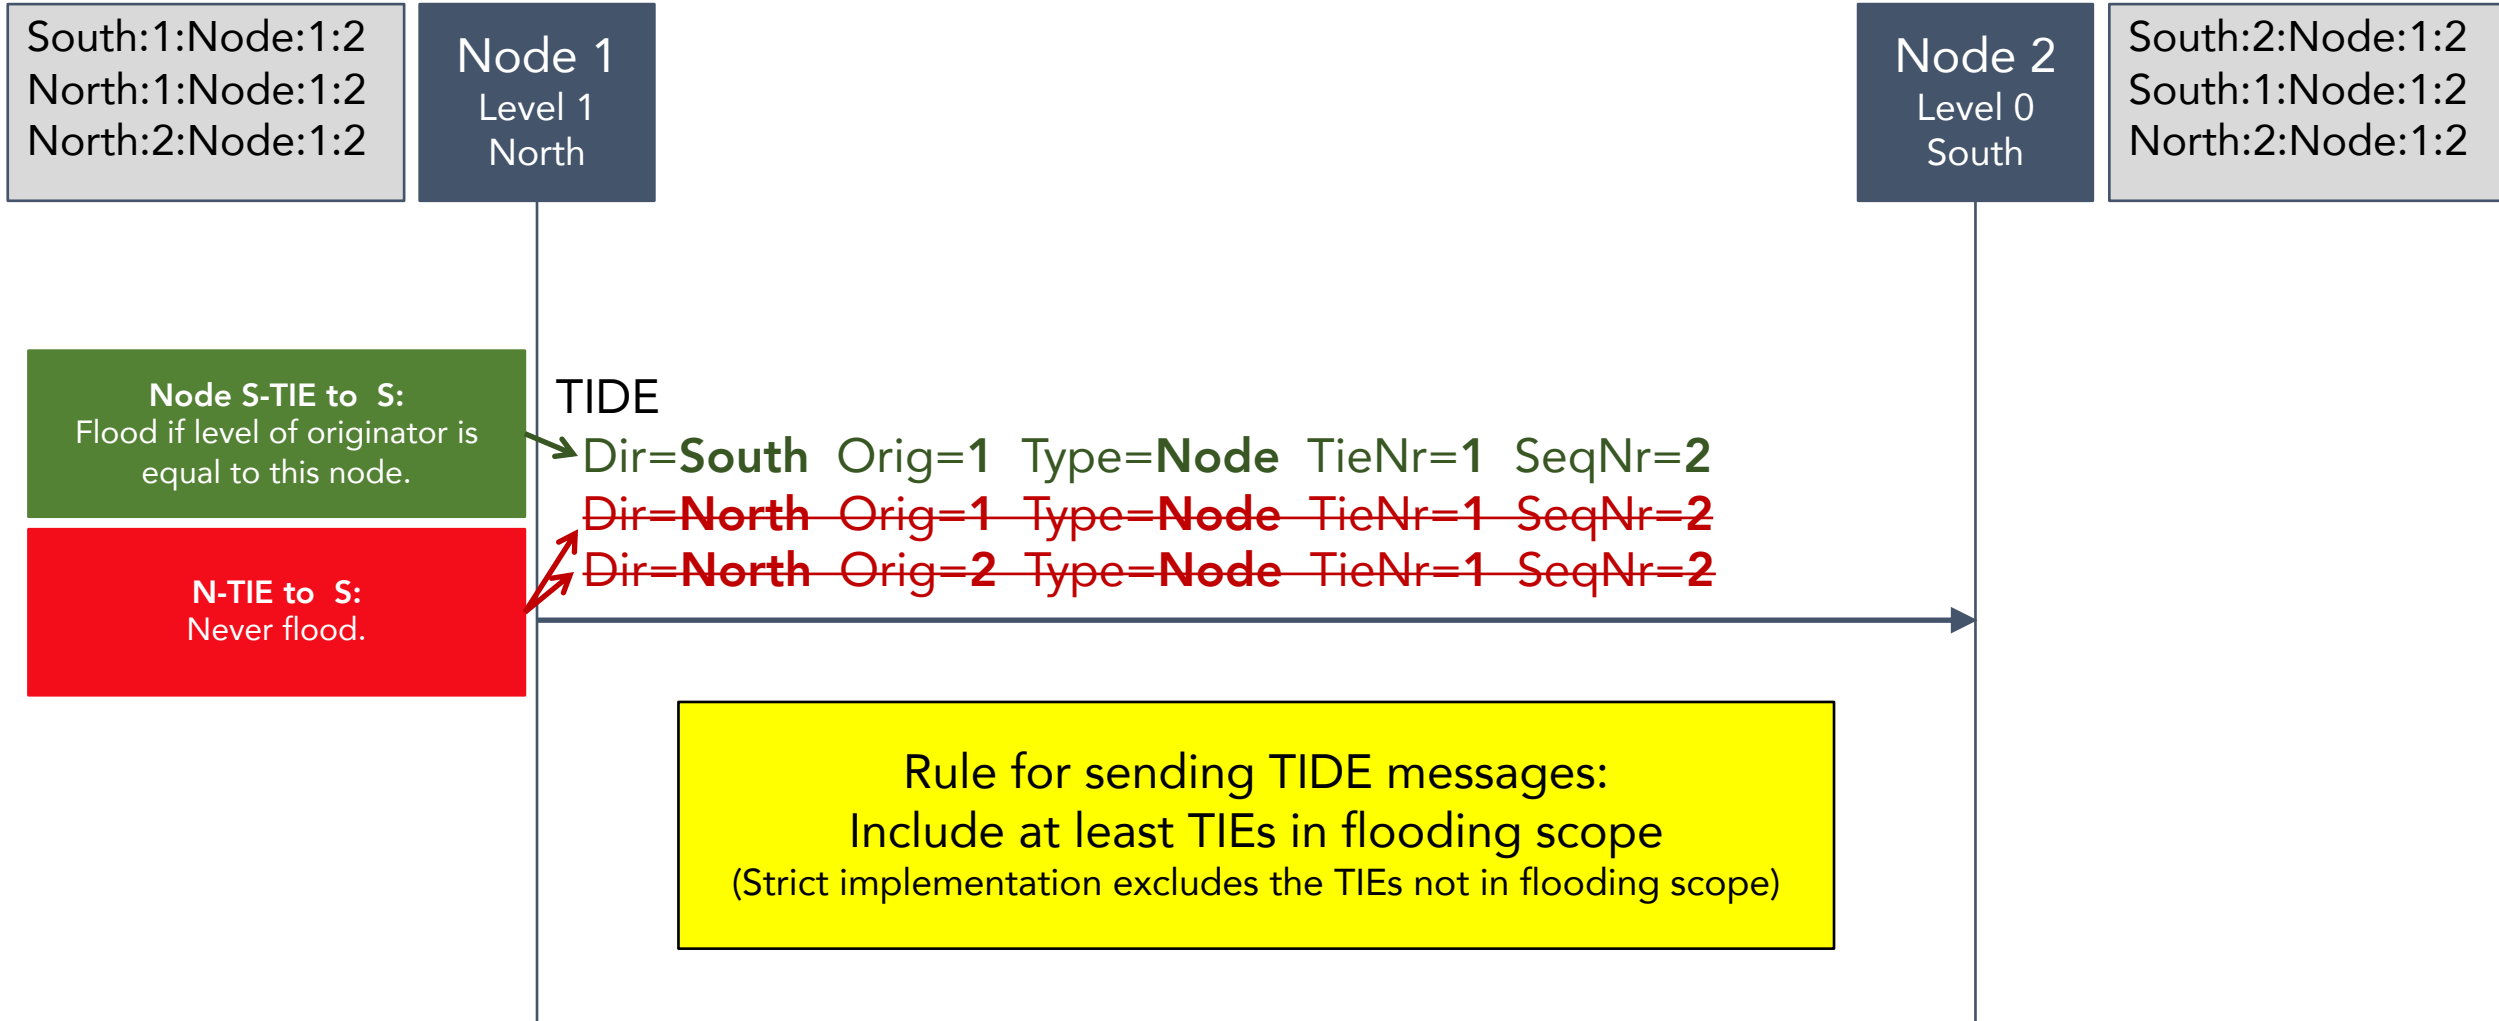 South:1:Node:1:2
North:1:Node:1:2
North:2:Node:1:2
Node 1
Level 1
North
Node 2
Level 0
South
South:2:Node:1:2
South:1:Node:1:2
North:2:Node:1:2
Node S-TIE to  S:
Flood if level of originator is
equal to this node.
N-TIE to  S:
Never flood.
TIDE
Dir=South  Orig=1  Type=Node  TieNr=1  SeqNr=2
Dir=North  Orig=1  Type=Node  TieNr=1  SeqNr=2
Dir=North  Orig=2  Type=Node  TieNr=1  SeqNr=2
Rule for sending TIDE messages:
Include at least TIEs in flooding scope
(Strict implementation excludes the TIEs not in flooding scope)